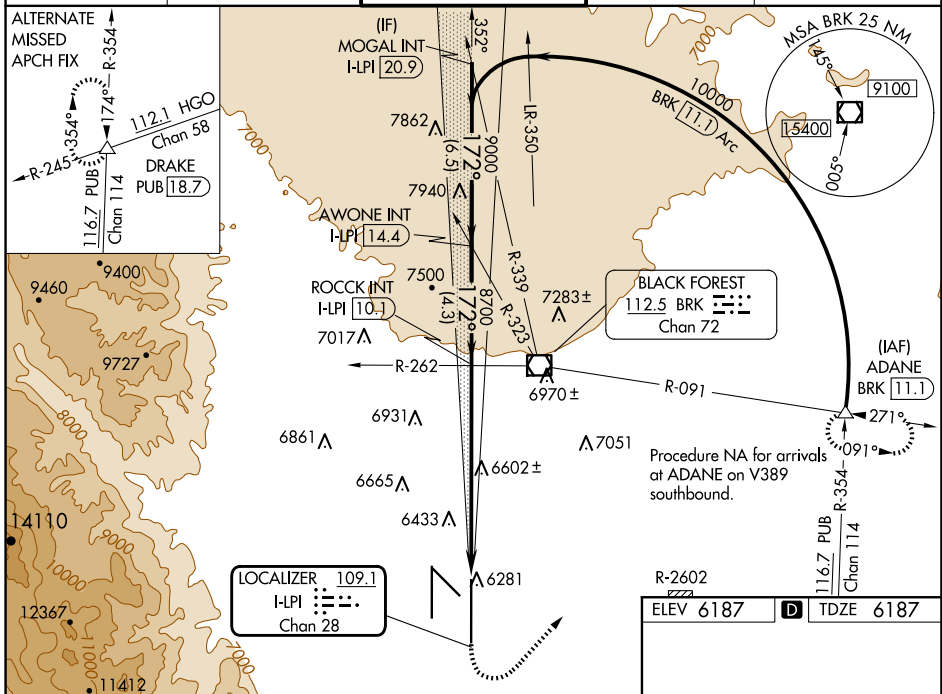 ALTERNATE
MISSED
APCH FIX
R-354
174°
354°
112.1 HGO
Chan 58
R-245
DRAKE
PUB 18.7
116.7 PUB
Chan 114
(IF)
MOGAL INT
I-LPI 20.9
352°
7000
7000
LR-350
10000
BRK 11.1 Arc
MSA BRK 25 NM
145°
9100
15400
005°
7862
(6.5)
172°
9000
7940
AWONE INT
I-LPI 14.4
R-339
R-323
7500
ROCCK INT
I-LPI 10.1
(4.3)
172°
8700
7283±
BLACK FOREST
112.5 BRK
Chan 72
7017
R-262
6970±
R-091
(IAF)
ADANE
BRK 11.1
271°
091°
9400
9460
9727
8000
6931
6861
7051
6602±
6665
6433
Procedure NA for arrivals
at ADANE on V389
southbound.
R-354
116.7 PUB
Chan 114
14110
9000
10000
12367
11000
11412
7000
LOCALIZER 109.1
I-LPI
Chan 28
6281
R-2602
ELEV 6187
D
TDZE 6187